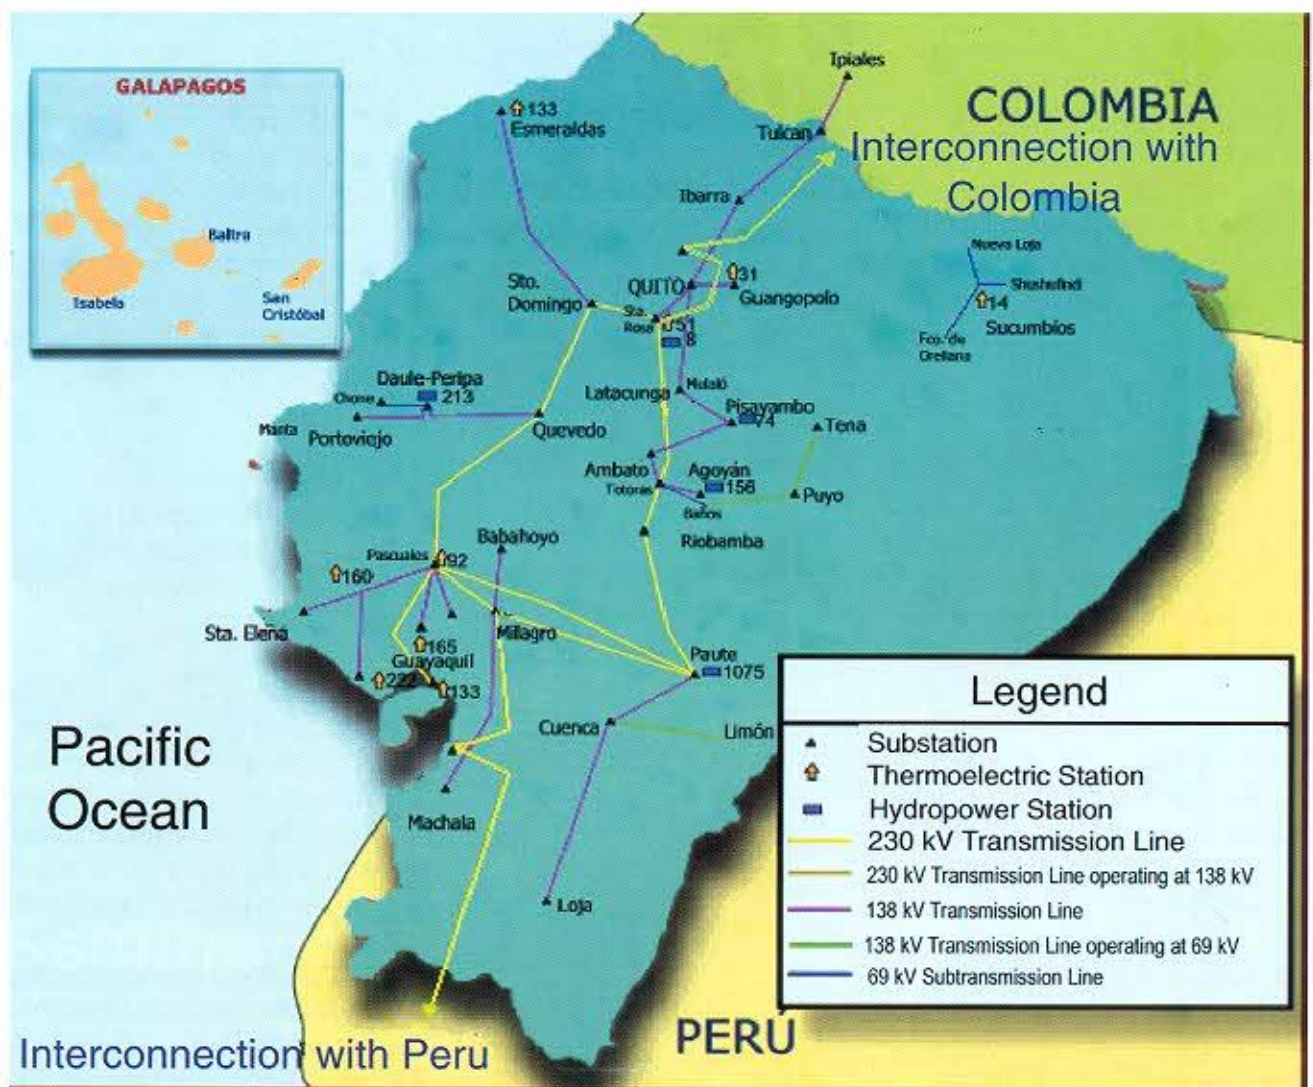 GALAPAGOS
Baltra
Isabela
San
Cristóbal
Ipiales
COLOMBIA
Tulcan
Interconnection with
Colombia
133
Esmeraldas
Ibarra
Nueva Loja
Shushufindi
14
Sucumbíos
Fco. de
Orellana
Sto.
Domingo
QUITO
31
Guangopolo
Sta.
Rosa
51
8
Daule-Peripa
Chone
213
Manta
Portoviejo
Quevedo
Latacunga
Mulaló
Pisayambo
74
Tena
Ambato
Totoras
Agoyán
156
Baños
Puyo
Riobamba
Babahoyo
Pascuales
92
160
Sta. Elena
Milagro
165
Guayaquil
222
133
Paute
1075
Cuenca
Limón
Machala
Loja
Pacific
Ocean
Legend
Substation
Thermoelectric Station
Hydropower Station
230 kV Transmission Line
230 kV Transmission Line operating at 138 kV
138 kV Transmission Line
138 kV Transmission Line operating at 69 kV
69 kV Subtransmission Line
PERÚ
Interconnection with Peru